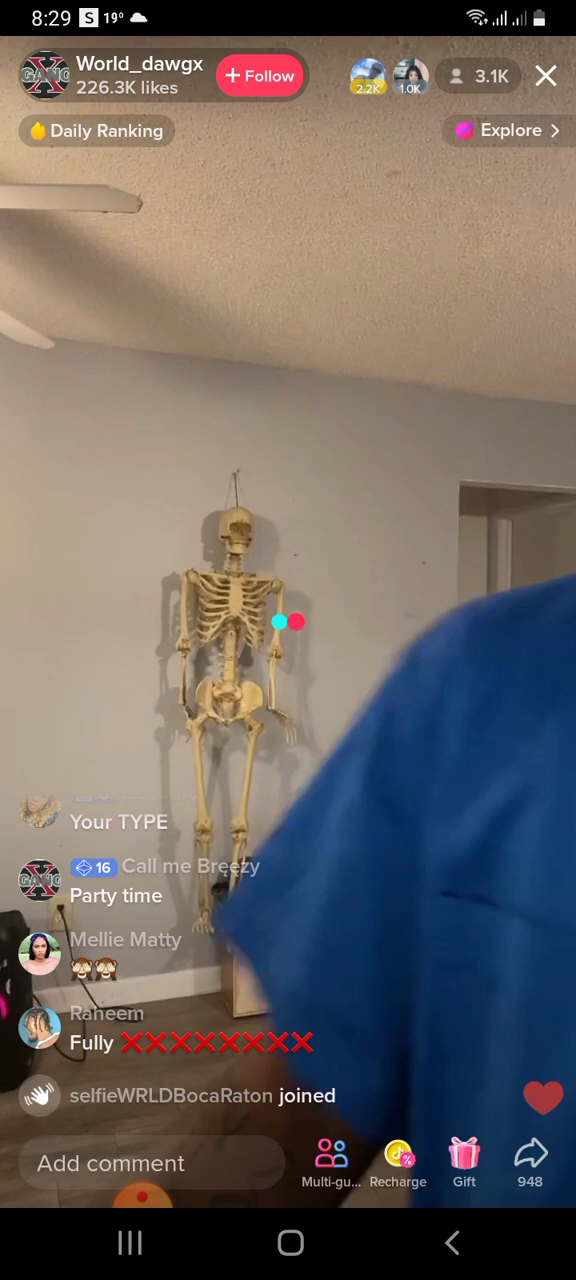 8:29 S 19°
World_dawgx
226.3K likes
+ Follow
2.2K
1.0K
3.1K
Daily Ranking
Explore
Your TYPE
16 Call me Bręęzy
Party time
Mellie Matty
Raheem
Fully
selfieWRLDBocaRaton joined
Add comment
Multi-gu...
Recharge
Gift
948